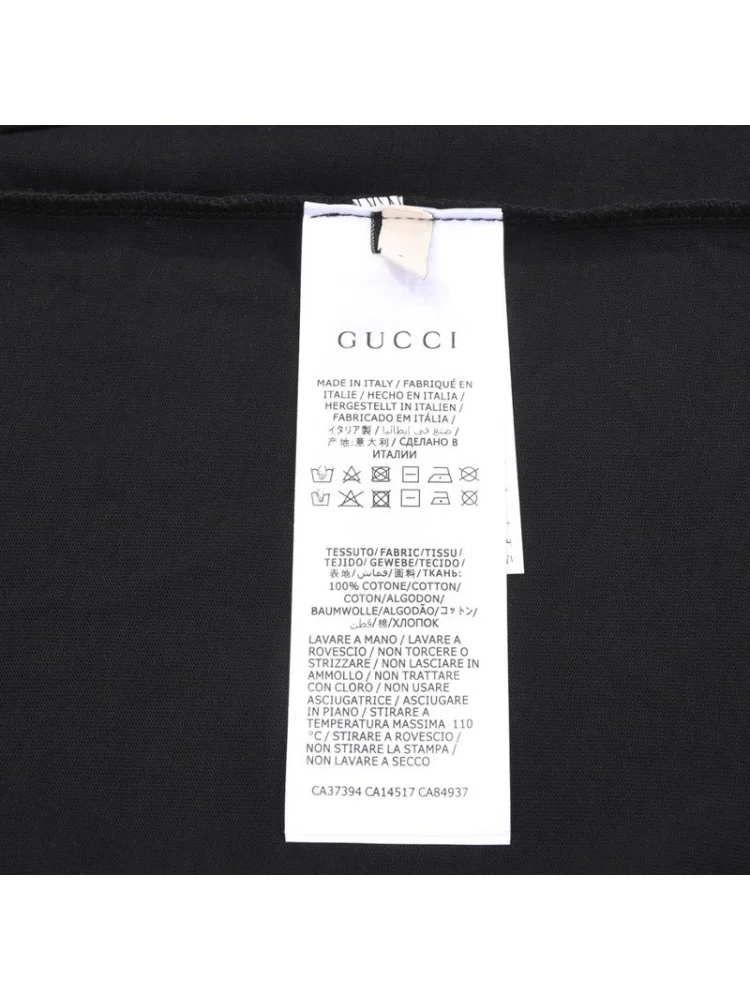 GUCCI
MADE IN ITALY / FABRIQUÉ EN
ITALIE / HECHO EN ITALIA /
HERGESTELLT IN ITALIEN /
FABRICADO EM ITÁLIA /
イタリア製 / صنع في إيطاليا /
产地:意大利 / СДЕЛАНО В
ИТАЛИИ
TESSUTO/FABRIC/TISSU/
TEJIDO/GEWEBE/TECIDO/
表地/قماش/面料/ТКАНЬ:
100% COTONE/COTTON/
COTON/ALGODON/
BAUMWOLLE/ALGODÃO/コットン/
قطن/棉/ХЛОПОК
LAVARE A MANO / LAVARE A
ROVESCIO / NON TORCERE O
STRIZZARE / NON LASCIARE IN
AMMOLLO / NON TRATTARE
CON CLORO / NON USARE
ASCIUGATRICE / ASCIUGARE
IN PIANO / STIRARE A
TEMPERATURA MASSIMA 110
°C / STIRARE A ROVESCIO /
NON STIRARE LA STAMPA /
NON LAVARE A SECCO
CA37394 CA14517 CA84937